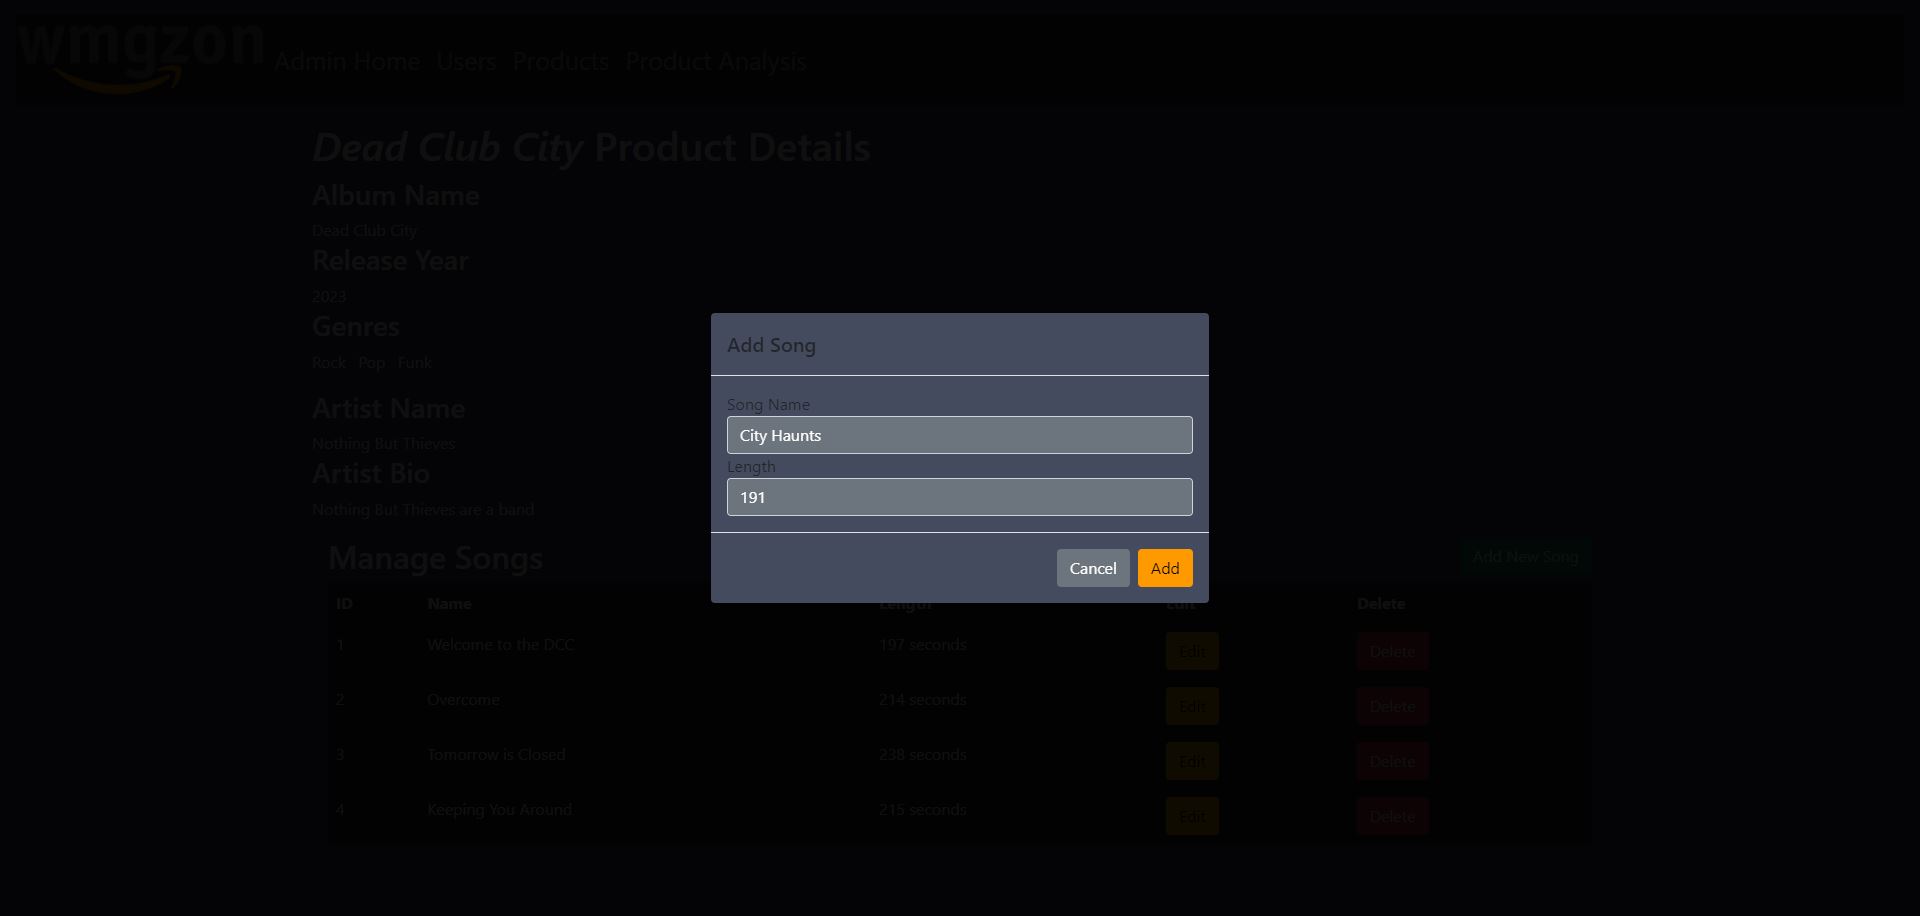 wmgzon
Admin Home Users Products Product Analysis
Dead Club City Product Details
Album Name
Dead Club City
Release Year
2023
Genres
Rock Pop Funk
Artist Name
Nothing But Thieves
Artist Bio
Nothing But Thieves are a band
Add Song
Song Name
City Haunts
Length
191
Cancel Add
Manage Songs Add New Song
ID Name Length Edit Delete
1 Welcome to the DCC 197 seconds Edit Delete
2 Overcome 214 seconds Edit Delete
3 Tomorrow is Closed 238 seconds Edit Delete
4 Keeping You Around 215 seconds Edit Delete